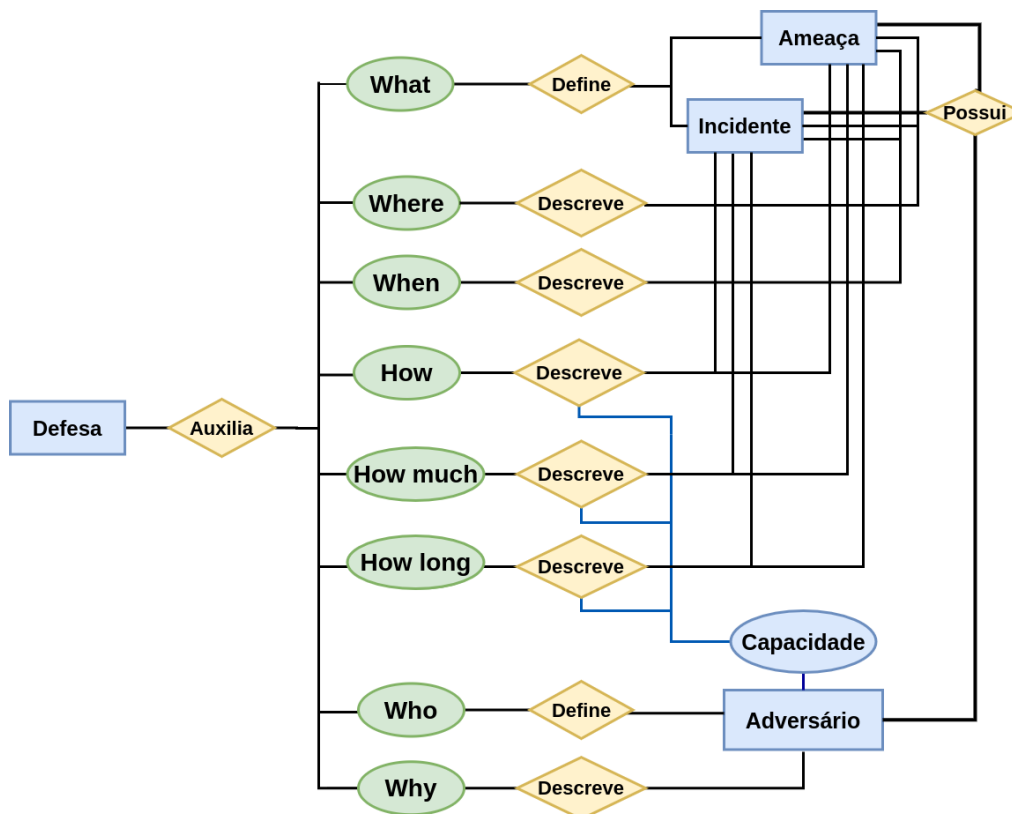 Ameaça
What
Define
Possui
Incidente
Where
Descreve
When
Descreve
How
Descreve
Defesa
Auxilia
How much
Descreve
How long
Descreve
Capacidade
Who
Define
Adversário
Why
Descreve